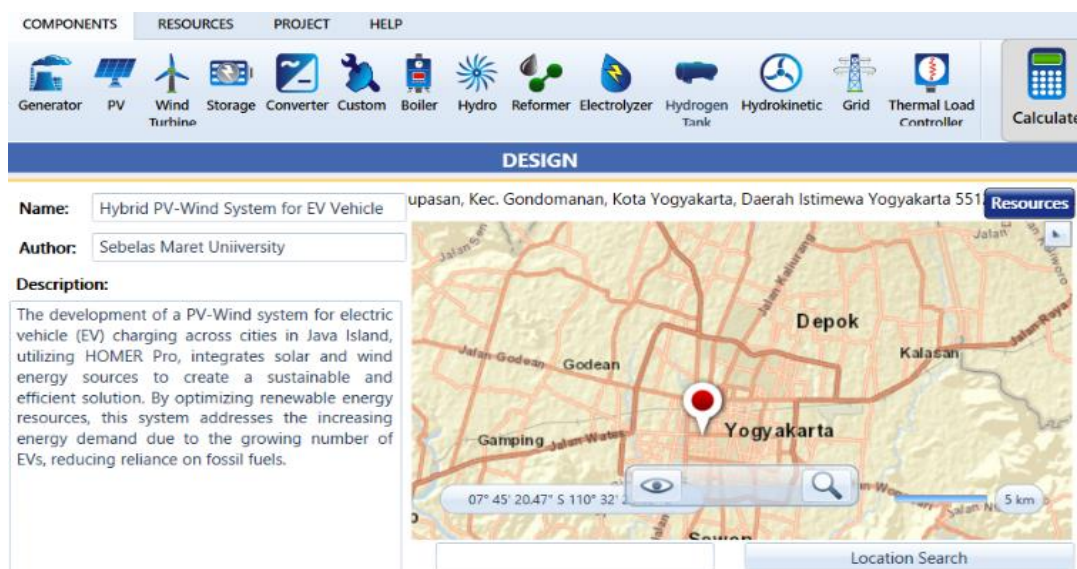 COMPONENTS RESOURCES PROJECT HELP
Generator PV Wind Turbine Storage Converter Custom Boiler Hydro Reformer Electrolyzer Hydrogen Tank Hydrokinetic Grid Thermal Load Controller Calculate
DESIGN
Name: Hybrid PV-Wind System for EV Vehicle
upasan, Kec. Gondomanan, Kota Yogyakarta, Daerah Istimewa Yogyakarta 551
Resources
Author: Sebelas Maret Uniiversity
Description:
The development of a PV-Wind system for electric
vehicle (EV) charging across cities in Java Island,
utilizing HOMER Pro, integrates solar and wind
energy sources to create a sustainable and
efficient solution. By optimizing renewable energy
resources, this system addresses the increasing
energy demand due to the growing number of
EVs, reducing reliance on fossil fuels.
Jalan
Jalan Kaliurang
Depok
Jalan Raya
Kalasan
Jalan Godean
Godean
Gamping
Jalan Wates
Yogyakarta
07° 45' 20.47" S 110° 32'
5 km
Sewon
Location Search